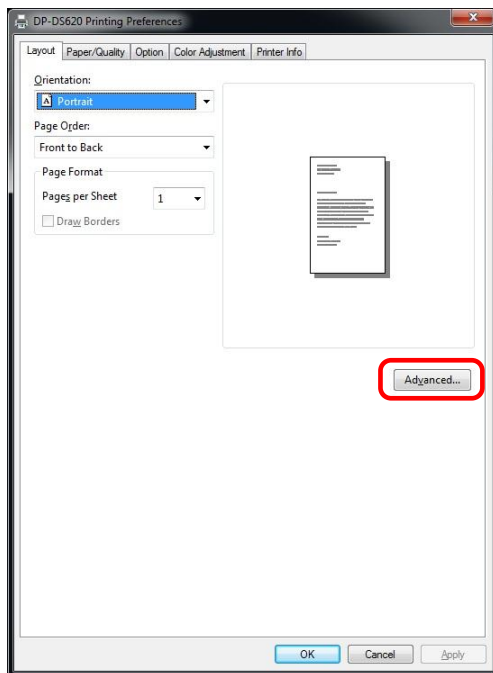 DP-DS620 Printing Preferences
Layout Paper/Quality Option Color Adjustment Printer Info
Orientation:
A Portrait
Page Order:
Front to Back
Page Format
Pages per Sheet 1
Draw Borders
Advanced...
OK Cancel Apply